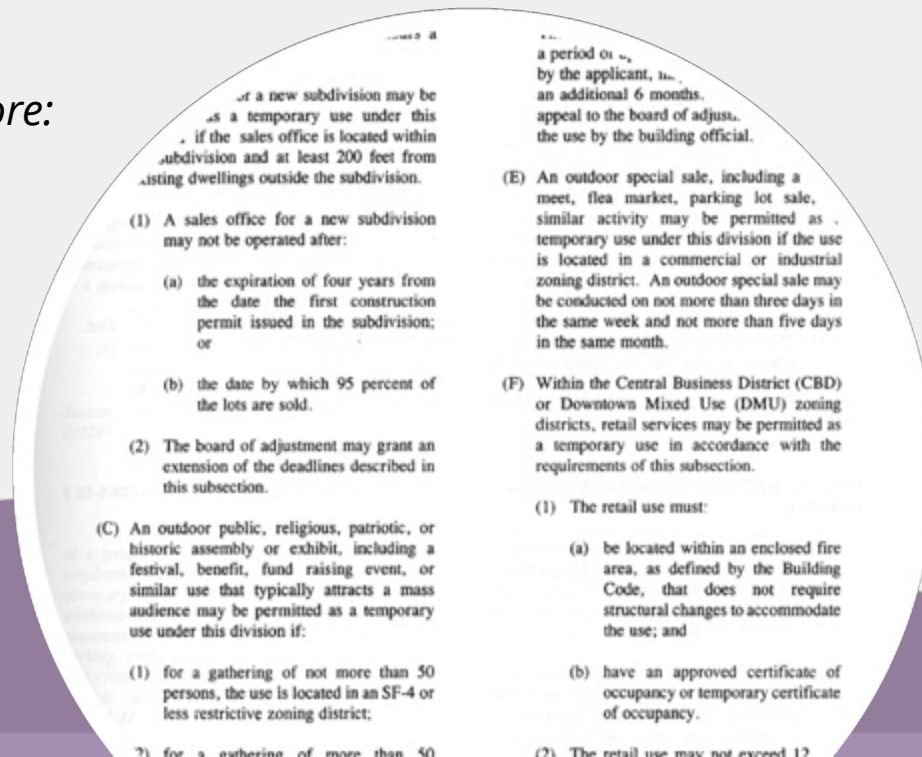 ore:
a
or a new subdivision may be
as a temporary use under this
if the sales office is located within
subdivision and at least 200 feet from
existing dwellings outside the subdivision.
(1) A sales office for a new subdivision
may not be operated after:
(a) the expiration of four years from
the date the first construction
permit issued in the subdivision;
or
(b) the date by which 95 percent of
the lots are sold.
(2) The board of adjustment may grant an
extension of the deadlines described in
this subsection.
(C) An outdoor public, religious, patriotic, or
historic assembly or exhibit, including a
festival, benefit, fund raising event, or
similar use that typically attracts a mass
audience may be permitted as a temporary
use under this division if:
(1) for a gathering of not more than 50
persons, the use is located in an SF-4 or
less restrictive zoning district;
2) for a gathering of more than 50
a period of
by the applicant,
an additional 6 months.
appeal to the board of
the use by the building official.
(E) An outdoor special sale, including a
meet, flea market, parking lot sale,
similar activity may be permitted as
temporary use under this division if the use
is located in a commercial or industrial
zoning district. An outdoor special sale may
be conducted on not more than three days in
the same week and not more than five days
in the same month.
(F) Within the Central Business District (CBD)
or Downtown Mixed Use (DMU) zoning
districts, retail services may be permitted as
a temporary use in accordance with the
requirements of this subsection.
(1) The retail use must:
(a) be located within an enclosed fire
area, as defined by the Building
Code, that does not require
structural changes to accommodate
the use; and
(b) have an approved certificate of
occupancy or temporary certificate
of occupancy.
(2) The retail use may not exceed 12